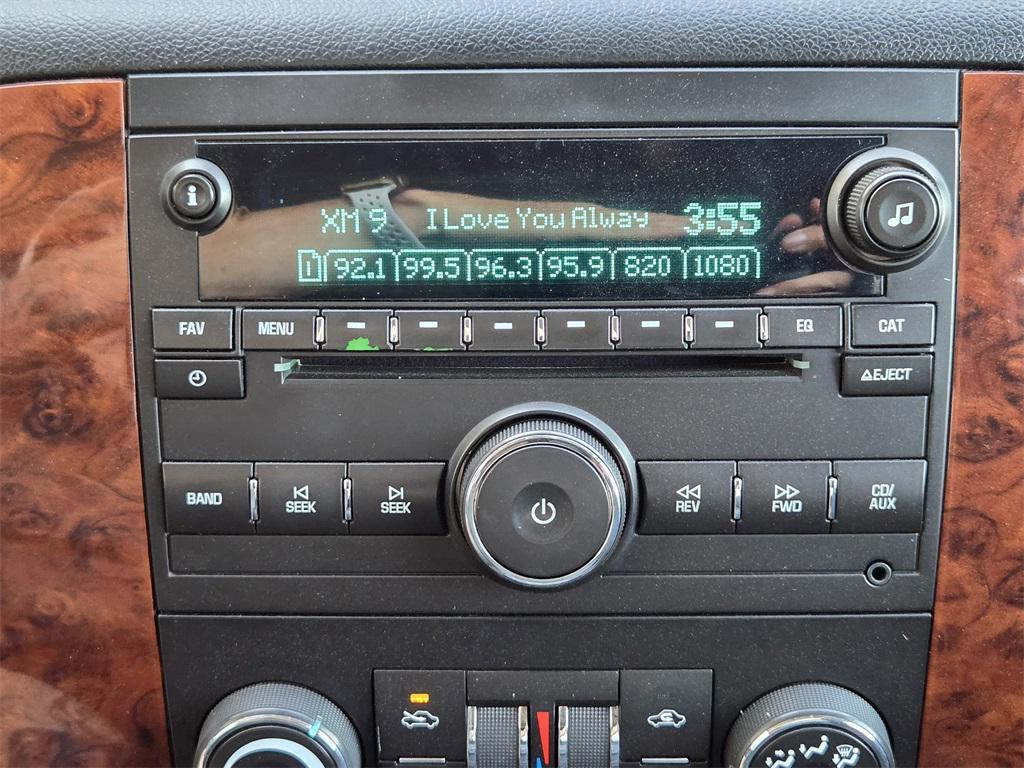 XM 9 I Love You Alway 3:55
1 92.1 99.5 96.3 95.9 820 1080
i
FAV MENU EQ CAT
EJECT
BAND SEEK SEEK REV FWD CD/
AUX